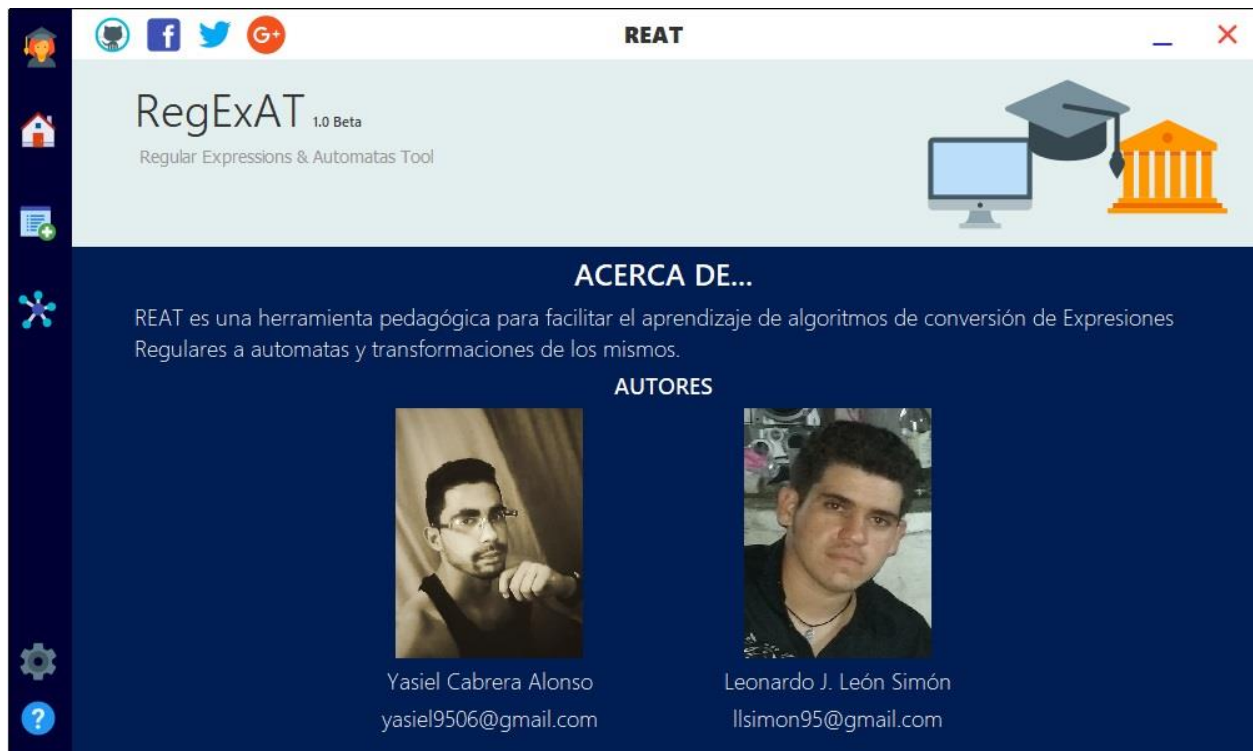 REAT
RegExAT 1.0 Beta
Regular Expressions & Automatas Tool
ACERCA DE...
REAT es una herramienta pedagógica para facilitar el aprendizaje de algoritmos de conversión de Expresiones
Regulares a automatas y transformaciones de los mismos.
AUTORES
Yasiel Cabrera Alonso
Leonardo J. León Simón
yasiel9506@gmail.com
llsimon95@gmail.com